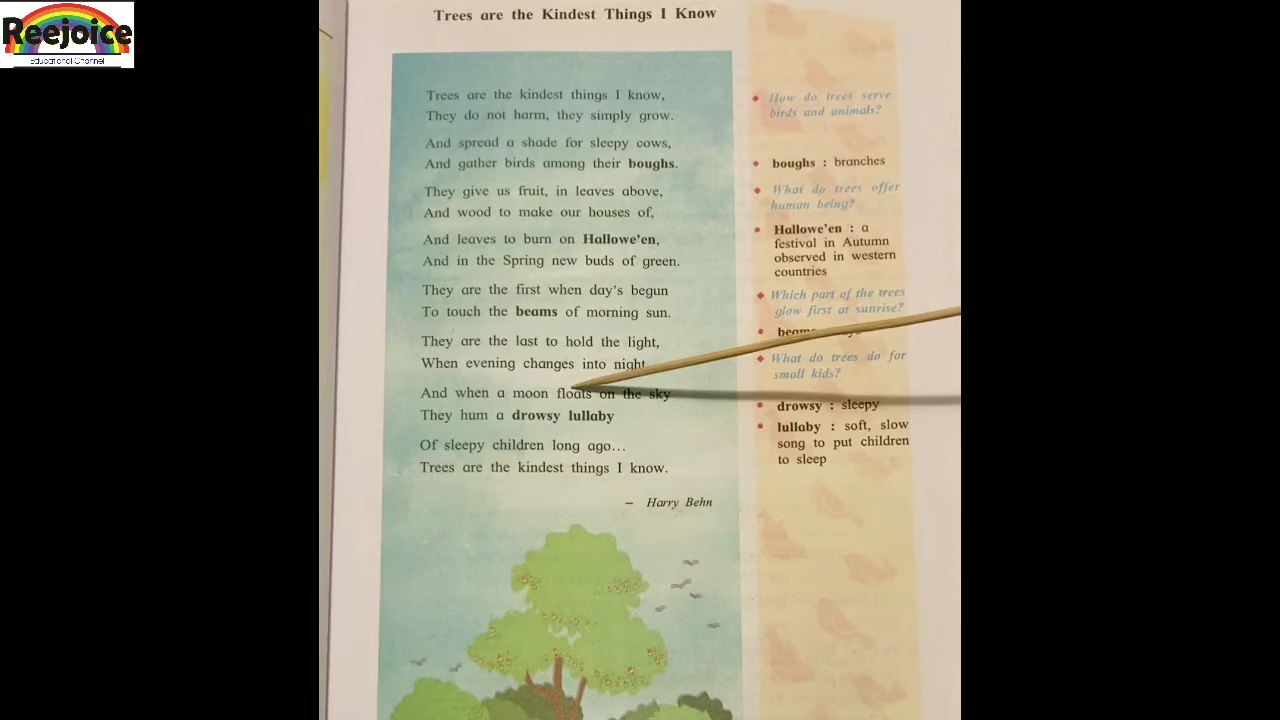 Reejoice
Educational Channel
Trees are the Kindest Things I Know
Trees are the kindest things I know,
They do not harm, they simply grow.
And spread a shade for sleepy cows,
And gather birds among their boughs.
They give us fruit, in leaves above,
And wood to make our houses of,
And leaves to burn on Hallowe'en,
And in the Spring new buds of green.
They are the first when day's begun
To touch the beams of morning sun.
They are the last to hold the light,
When evening changes into night
And when a moon floats on the sky
They hum a drowsy lullaby
Of sleepy children long ago...
Trees are the kindest things I know.
– Harry Behn
How do trees serve
birds and animals?
boughs : branches
What do trees offer
human being?
Hallowe'en : a
festival in Autumn
observed in western
countries
Which part of the trees
glow first at sunrise?
beams
What do trees do for
small kids?
drowsy : sleepy
lullaby : soft, slow
song to put children
to sleep